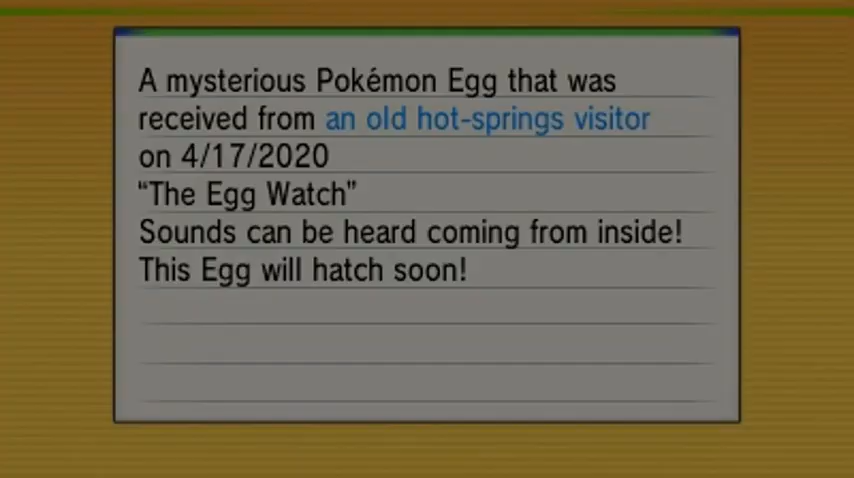 A mysterious Pokémon Egg that was
received from an old hot-springs visitor
on 4/17/2020
“The Egg Watch”
Sounds can be heard coming from inside!
This Egg will hatch soon!